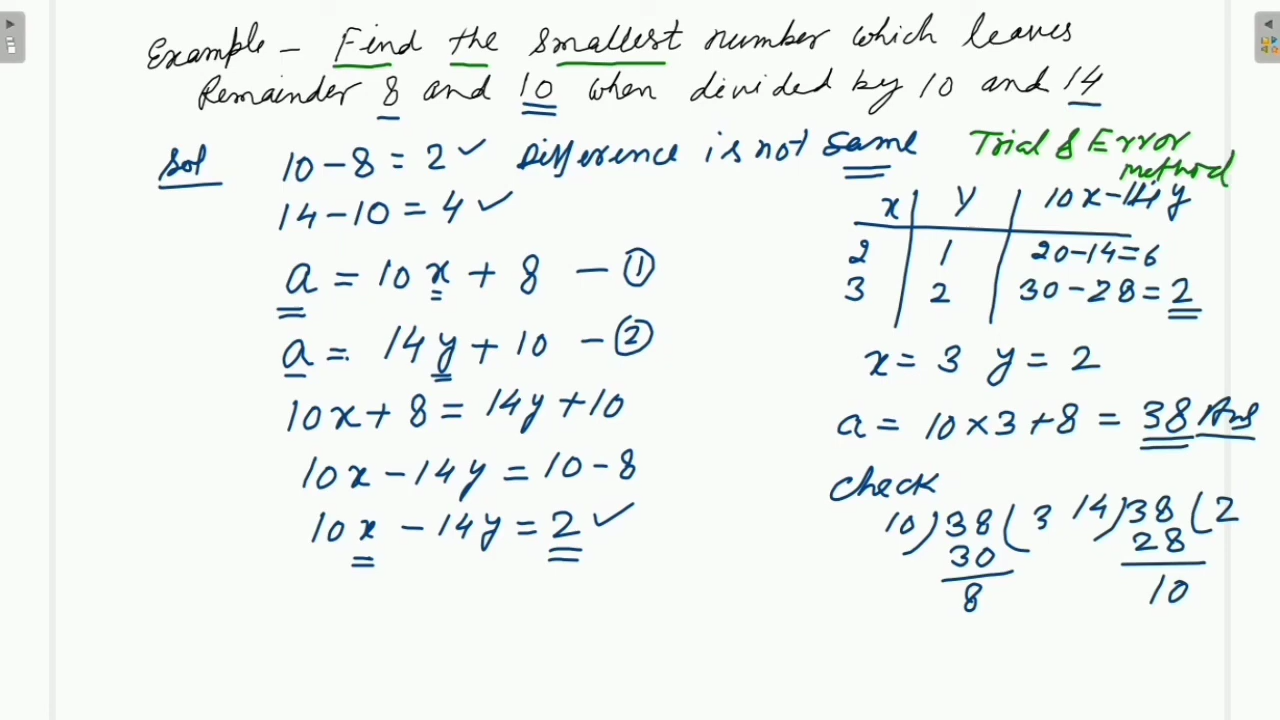 Example - Find the smallest number which leaves
Remainder 8 and 10 when divided by 10 and 14
Sol 10-8 = 2 ✓ Difference is not same
14-10 = 4 ✓
a = 10x + 8 - ①
a = 14y + 10 - ②
10x + 8 = 14y + 10
10x - 14y = 10 - 8
10x - 14y = 2 ✓
Trial & Error
method
x | y | 10x-14y
2 | 1 | 20-14=6
3 | 2 | 30-28=2
x = 3 y = 2
a = 10×3+8 = 38 Ans
Check
10)38(3 14)38(2
30 28
8 10